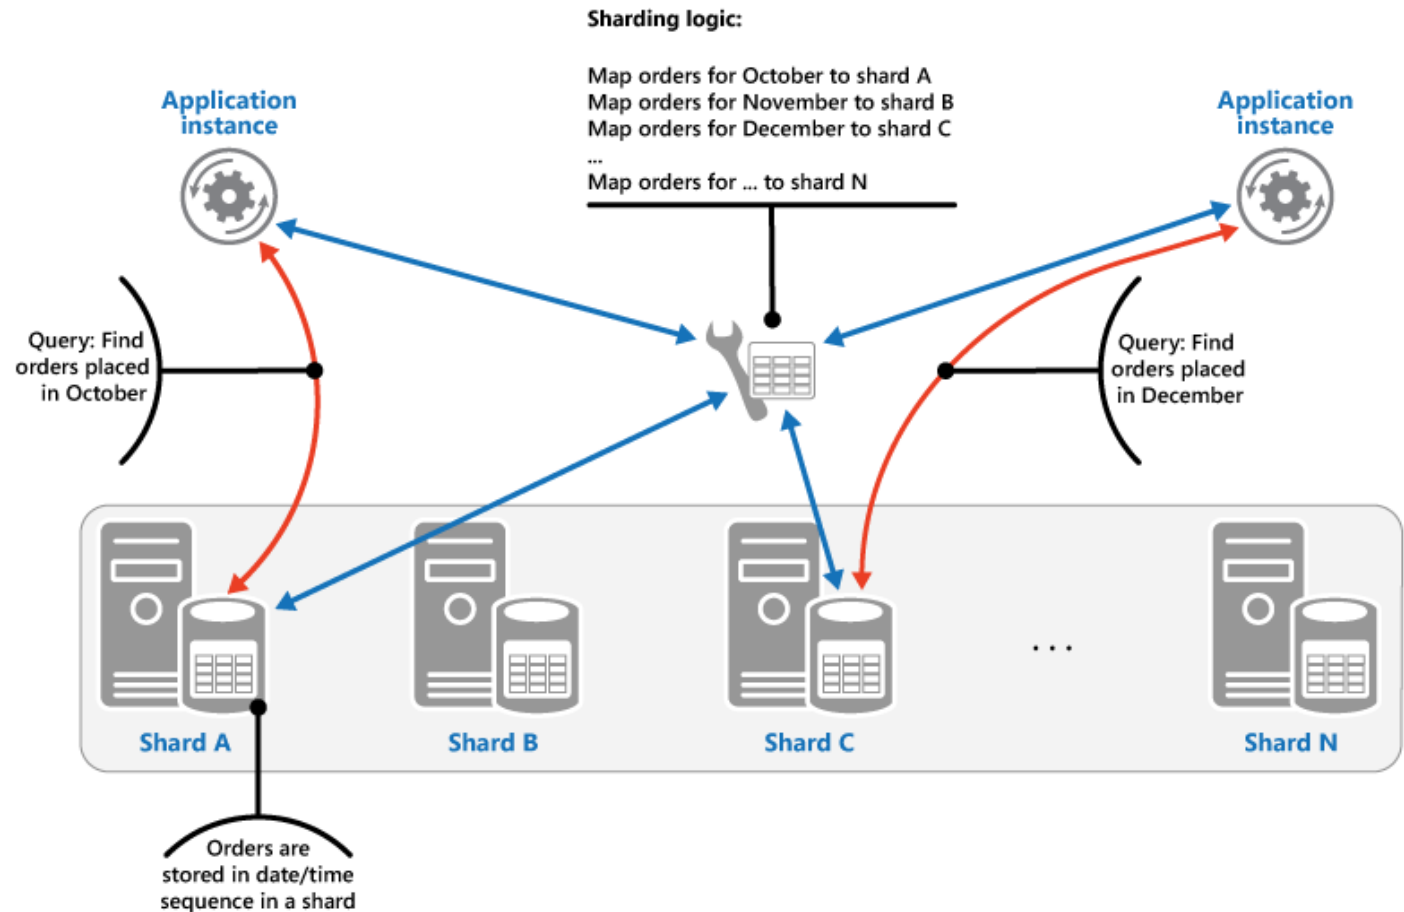 Sharding logic:
Map orders for October to shard A
Map orders for November to shard B
Map orders for December to shard C
...
Map orders for ... to shard N
Application
instance
Application
instance
Query: Find
orders placed
in October
Query: Find
orders placed
in December
. . .
Shard A
Shard B
Shard C
Shard N
Orders are
stored in date/time
sequence in a shard